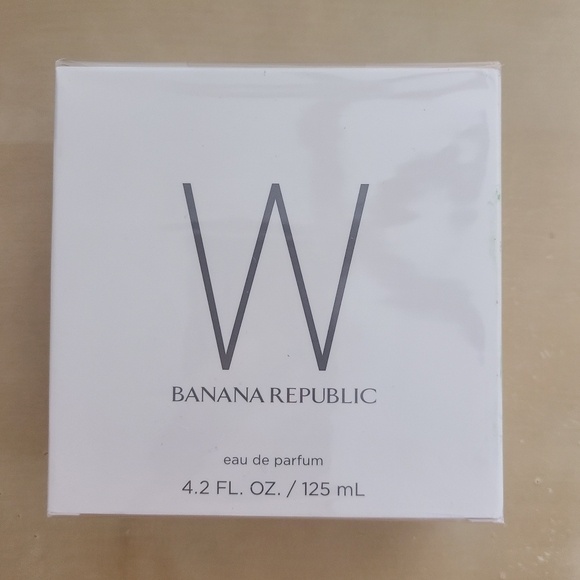 W
BANANA REPUBLIC
eau de parfum
4.2 FL. OZ. / 125 mL